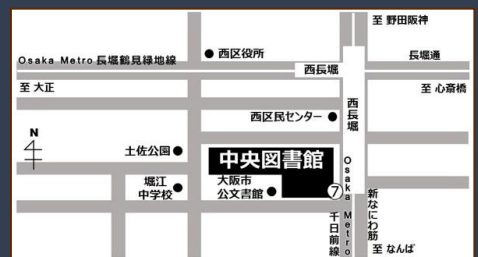 至 野田阪神
西区役所
長堀通
Osaka Metro 長堀鶴見緑地線
西長堀
至 大正
至 心斎橋
西区民センター
西長堀
N
土佐公園
中央図書館
堀江
中学校
大阪市
公文書館
⑦
Osaka Metro
千日前線
新なにわ筋
至 なんば